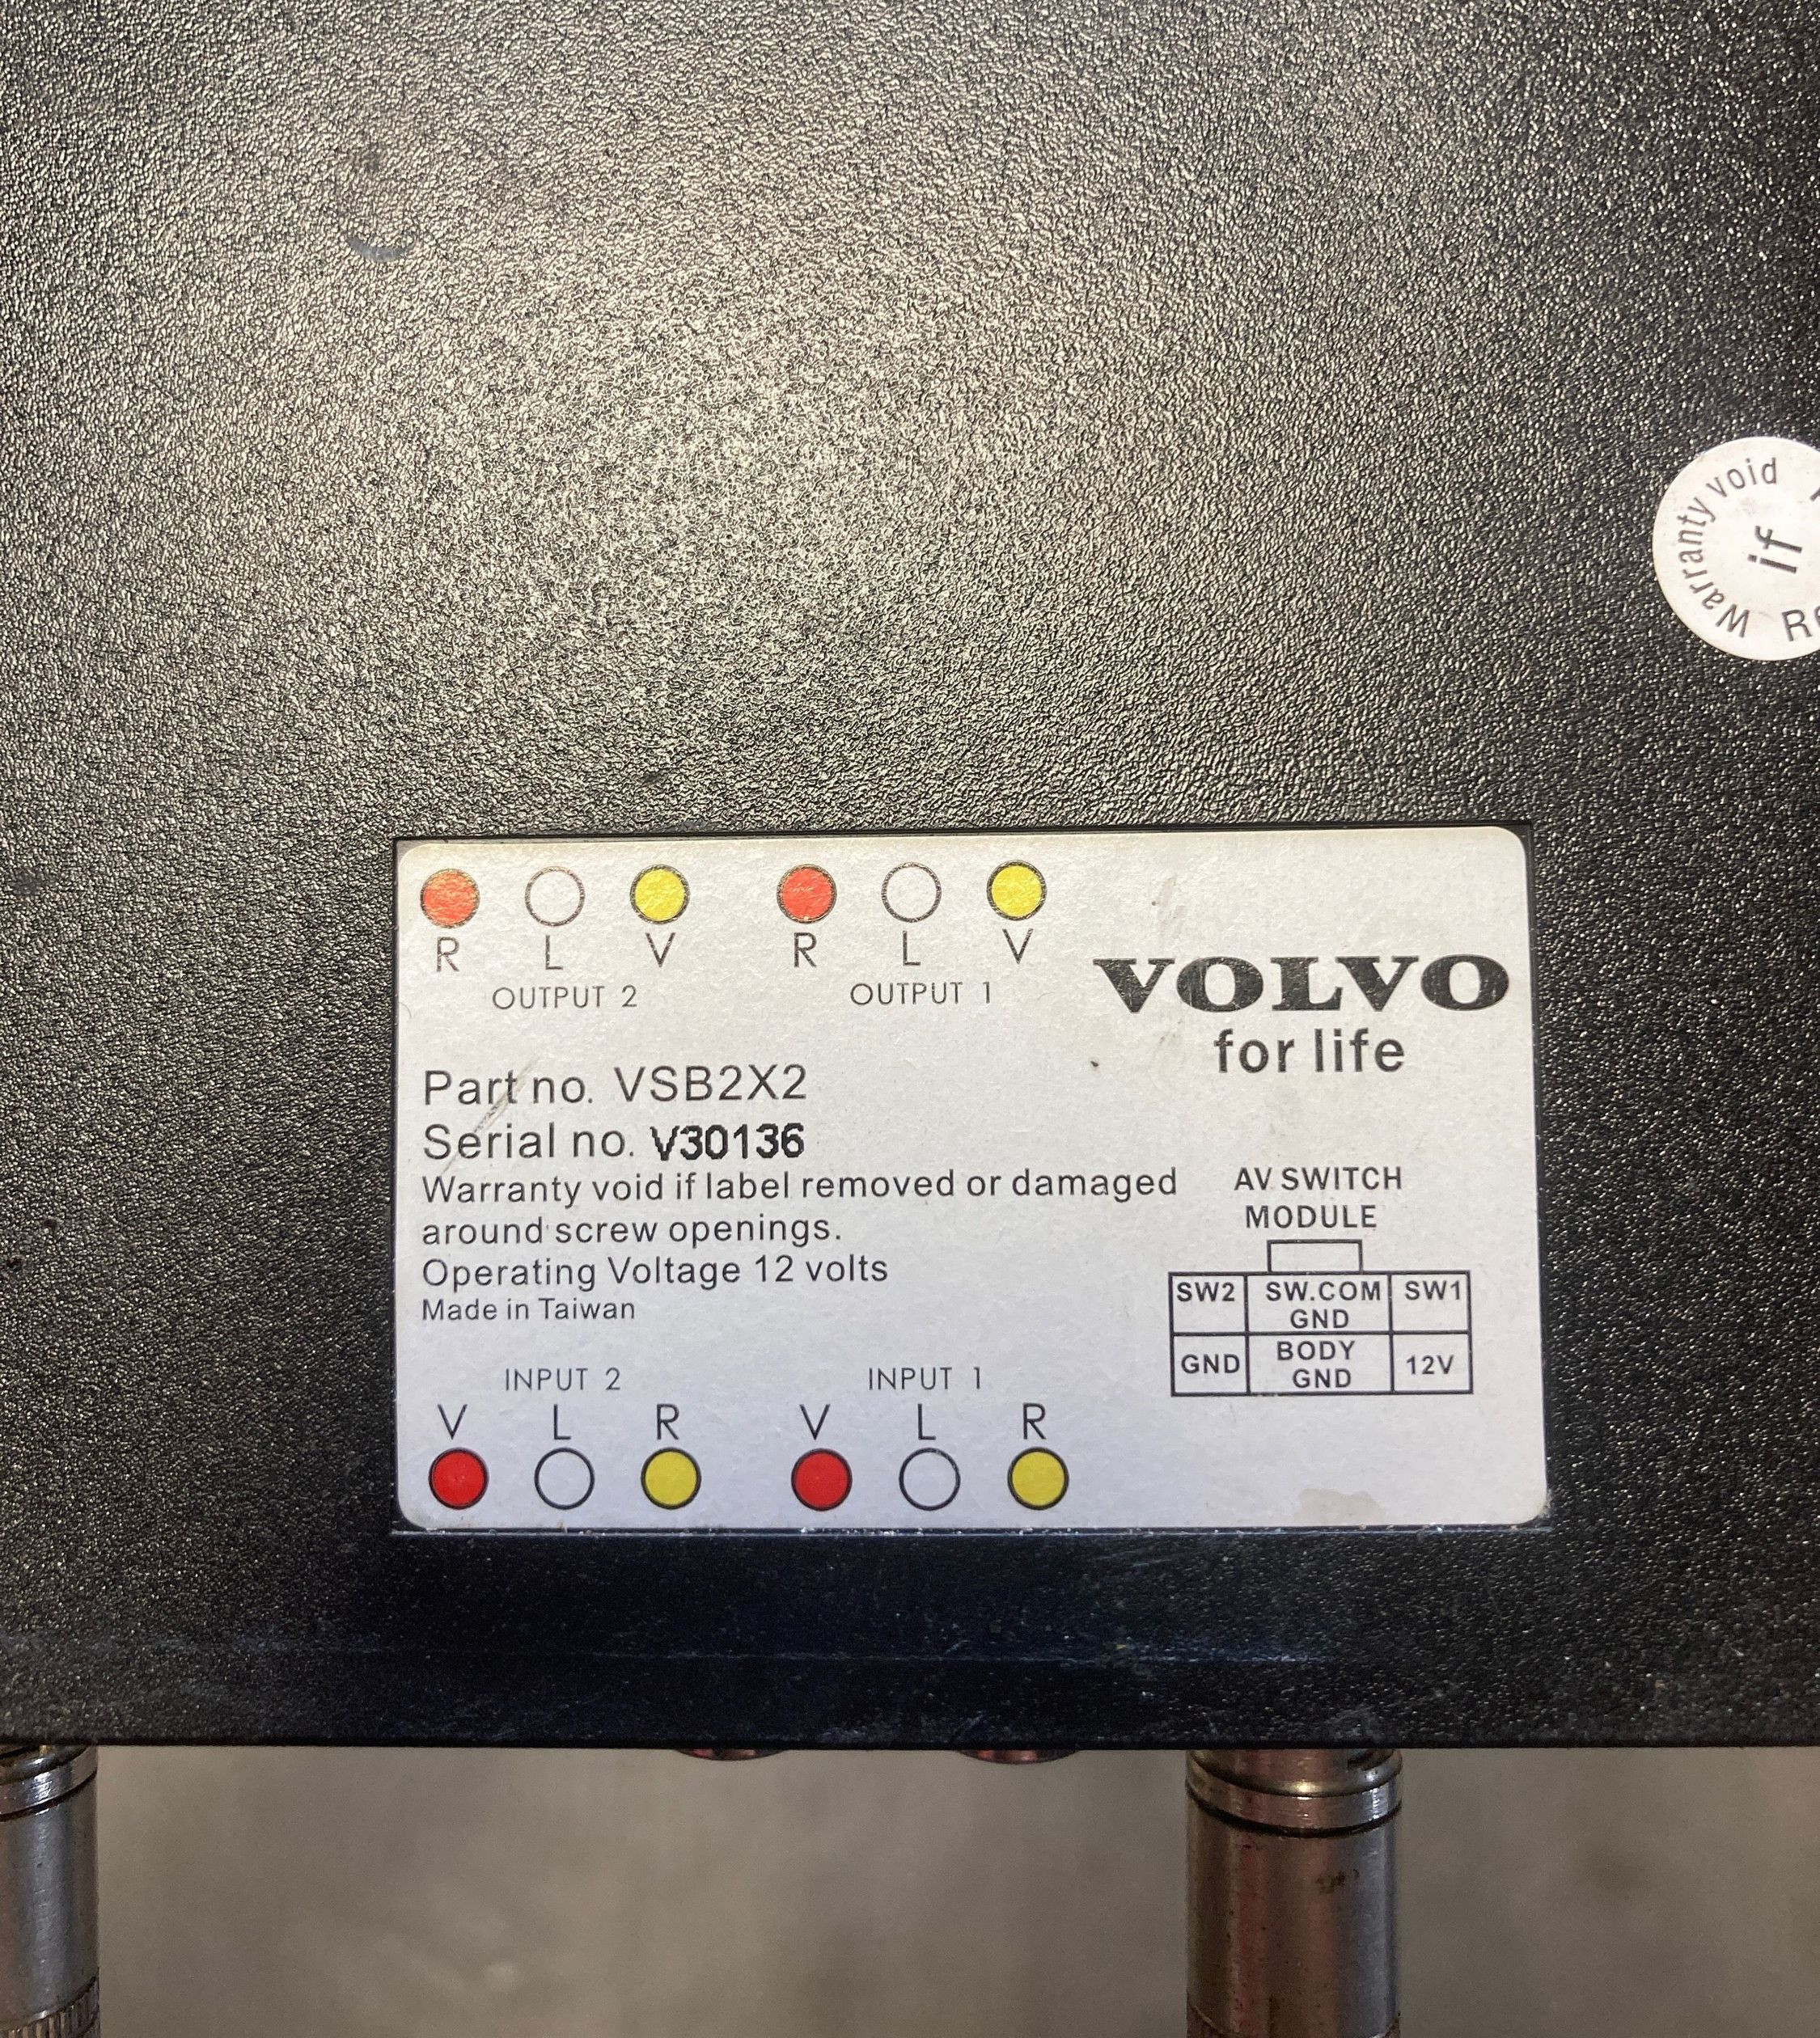 Warranty void
if
R L V R L V
OUTPUT 2 OUTPUT 1
VOLVO
for life
Part no. VSB2X2
Serial no. V30136
Warranty void if label removed or damaged
around screw openings.
Operating Voltage 12 volts
Made in Taiwan
AV SWITCH
MODULE
SW2 SW.COM SW1
GND
GND BODY 12V
GND
INPUT 2 INPUT 1
V L R V L R